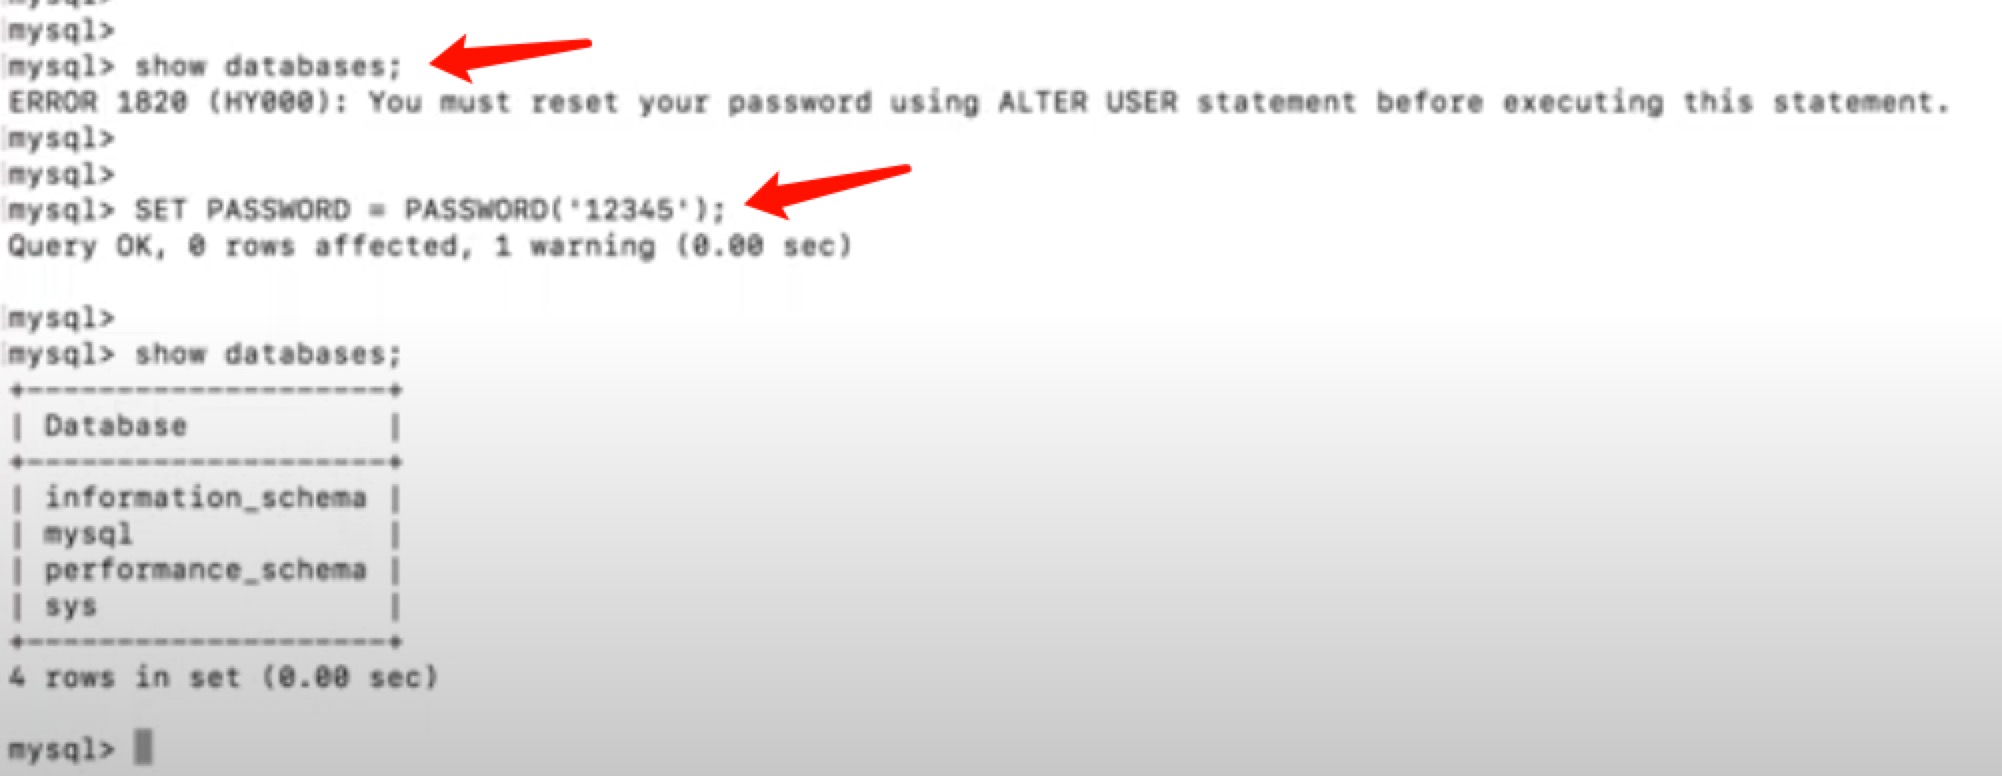 mysql>
mysql>
mysql> show databases;
ERROR 1820 (HY000): You must reset your password using ALTER USER statement before executing this statement.
mysql>
mysql>
mysql> SET PASSWORD = PASSWORD('12345');
Query OK, 0 rows affected, 1 warning (0.00 sec)
mysql>
mysql> show databases;
+--------------------+
| Database           |
+--------------------+
| information_schema |
| mysql              |
| performance_schema |
| sys                |
+--------------------+
4 rows in set (0.00 sec)
mysql>